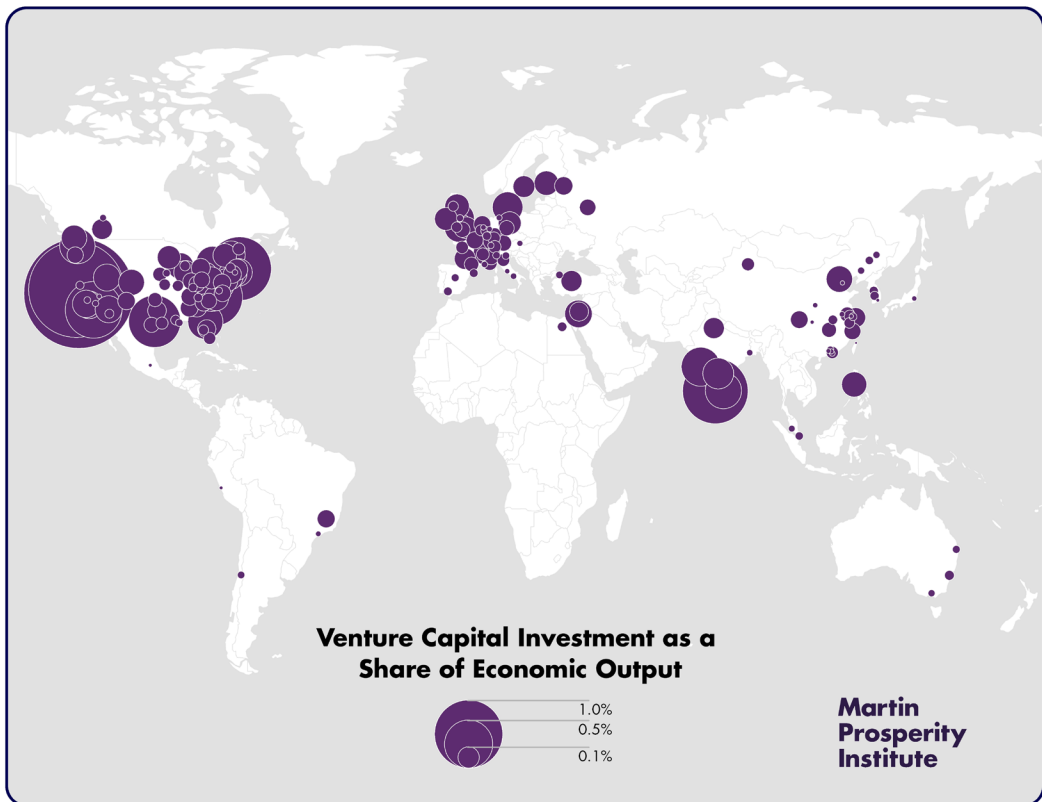 Venture Capital Investment as a
Share of Economic Output
1.0%
0.5%
0.1%
Martin
Prosperity
Institute